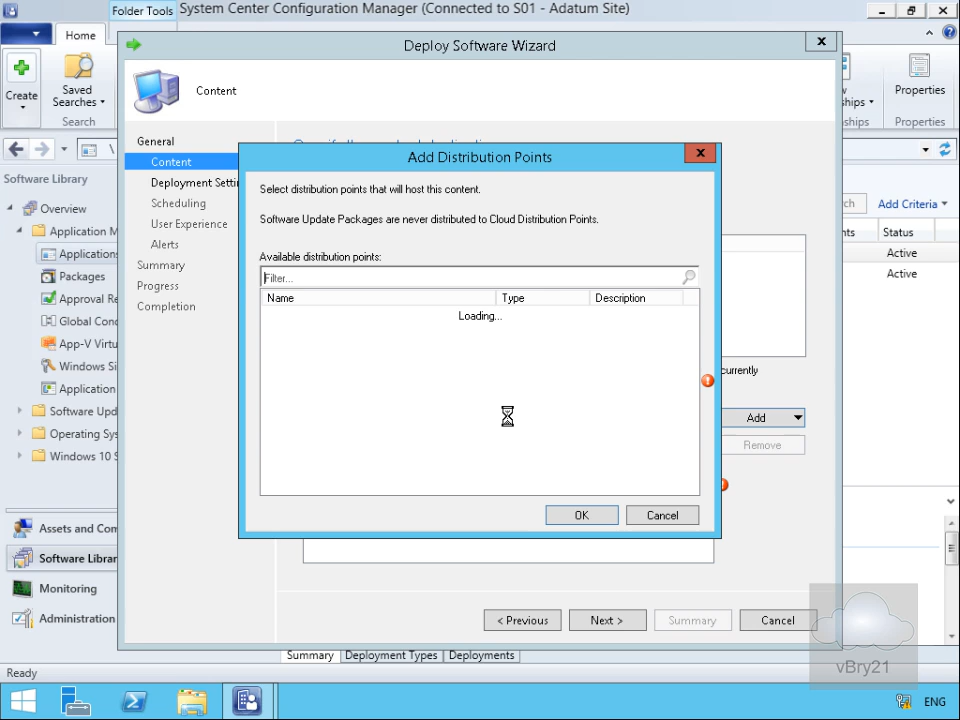 Folder Tools
System Center Configuration Manager (Connected to S01 - Adatum Site)
Home
Create
Saved
Searches
Search
Properties
Properties
Deploy Software Wizard
Content
General
Content
Scheduling
User Experience
Alerts
Summary
Progress
Completion
Add Distribution Points
Select distribution points that will host this content.
Software Update Packages are never distributed to Cloud Distribution Points.
Available distribution points:
Filter...
Name
Type
Description
Loading...
OK
Cancel
Add
Remove
< Previous
Next >
Summary
Cancel
Software Library
Overview
Application M
Applications
Packages
Approval Re
Global Con
App-V Virtu
Windows Si
Application
Software Upd
Operating Sys
Windows 10 S
Assets and Com
Software Librar
Monitoring
Administration
Add Criteria
Status
Active
Active
Summary
Deployment Types
Deployments
Ready
vBry21
ENG